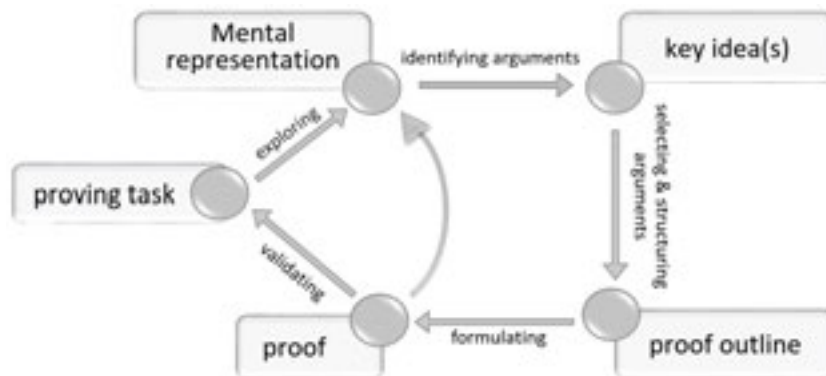 Mental
representation
identifying arguments
key idea(s)
exploring
selecting & structuring
arguments
proving task
validating
proof
formulating
proof outline